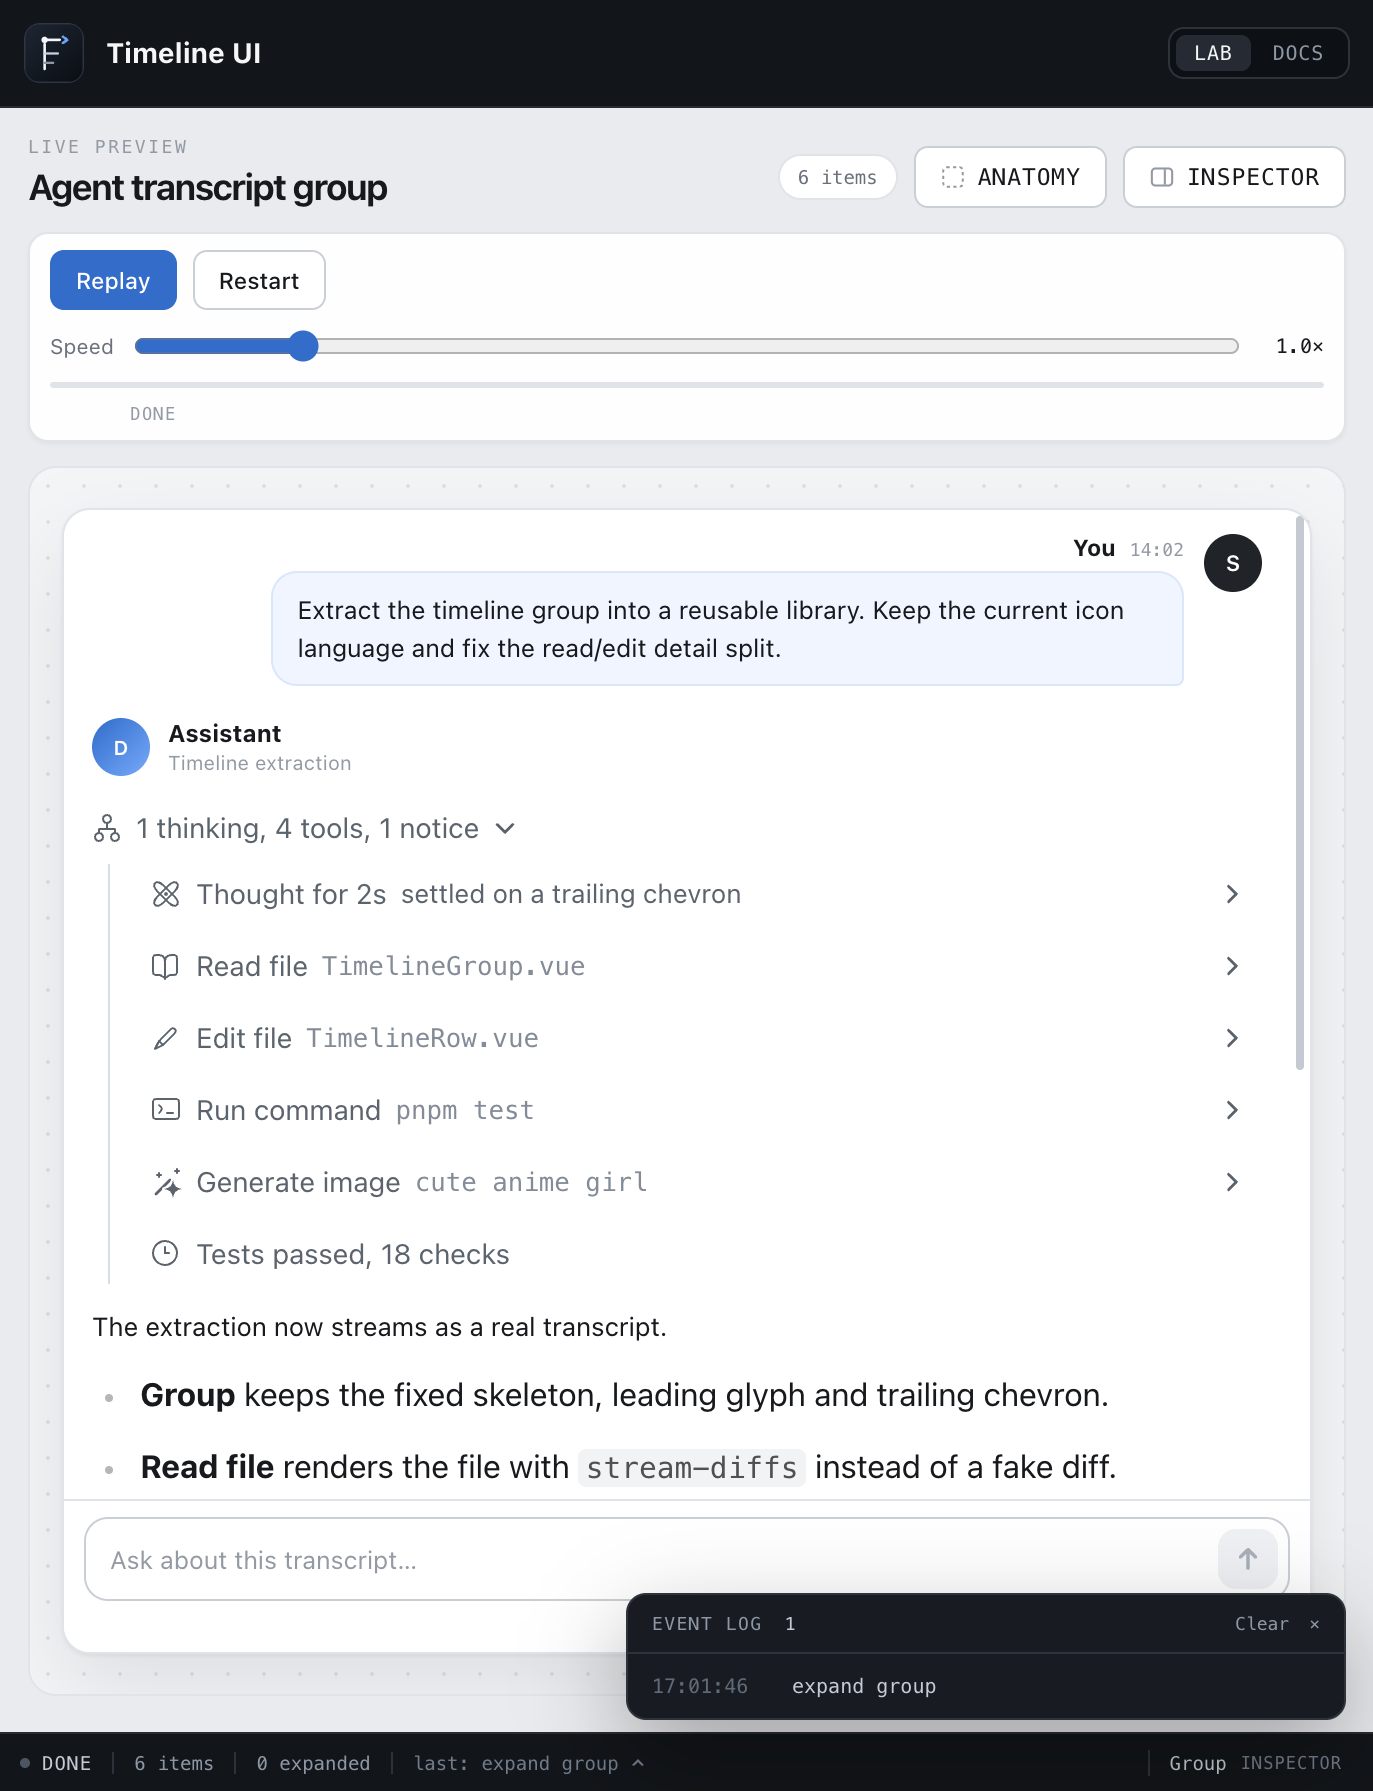 Timeline UI
LAB DOCS
LIVE PREVIEW
Agent transcript group
6 items
ANATOMY
INSPECTOR
Replay
Restart
Speed
1.0×
DONE
You 14:02
S
Extract the timeline group into a reusable library. Keep the current icon
language and fix the read/edit detail split.
D
Assistant
Timeline extraction
1 thinking, 4 tools, 1 notice
Thought for 2s settled on a trailing chevron
Read file TimelineGroup.vue
Edit file TimelineRow.vue
Run command pnpm test
Generate image cute anime girl
Tests passed, 18 checks
The extraction now streams as a real transcript.
• Group keeps the fixed skeleton, leading glyph and trailing chevron.
• Read file renders the file with stream-diffs instead of a fake diff.
Ask about this transcript...
EVENT LOG 1
Clear ×
17:01:46 expand group
DONE 6 items 0 expanded last: expand group
Group INSPECTOR